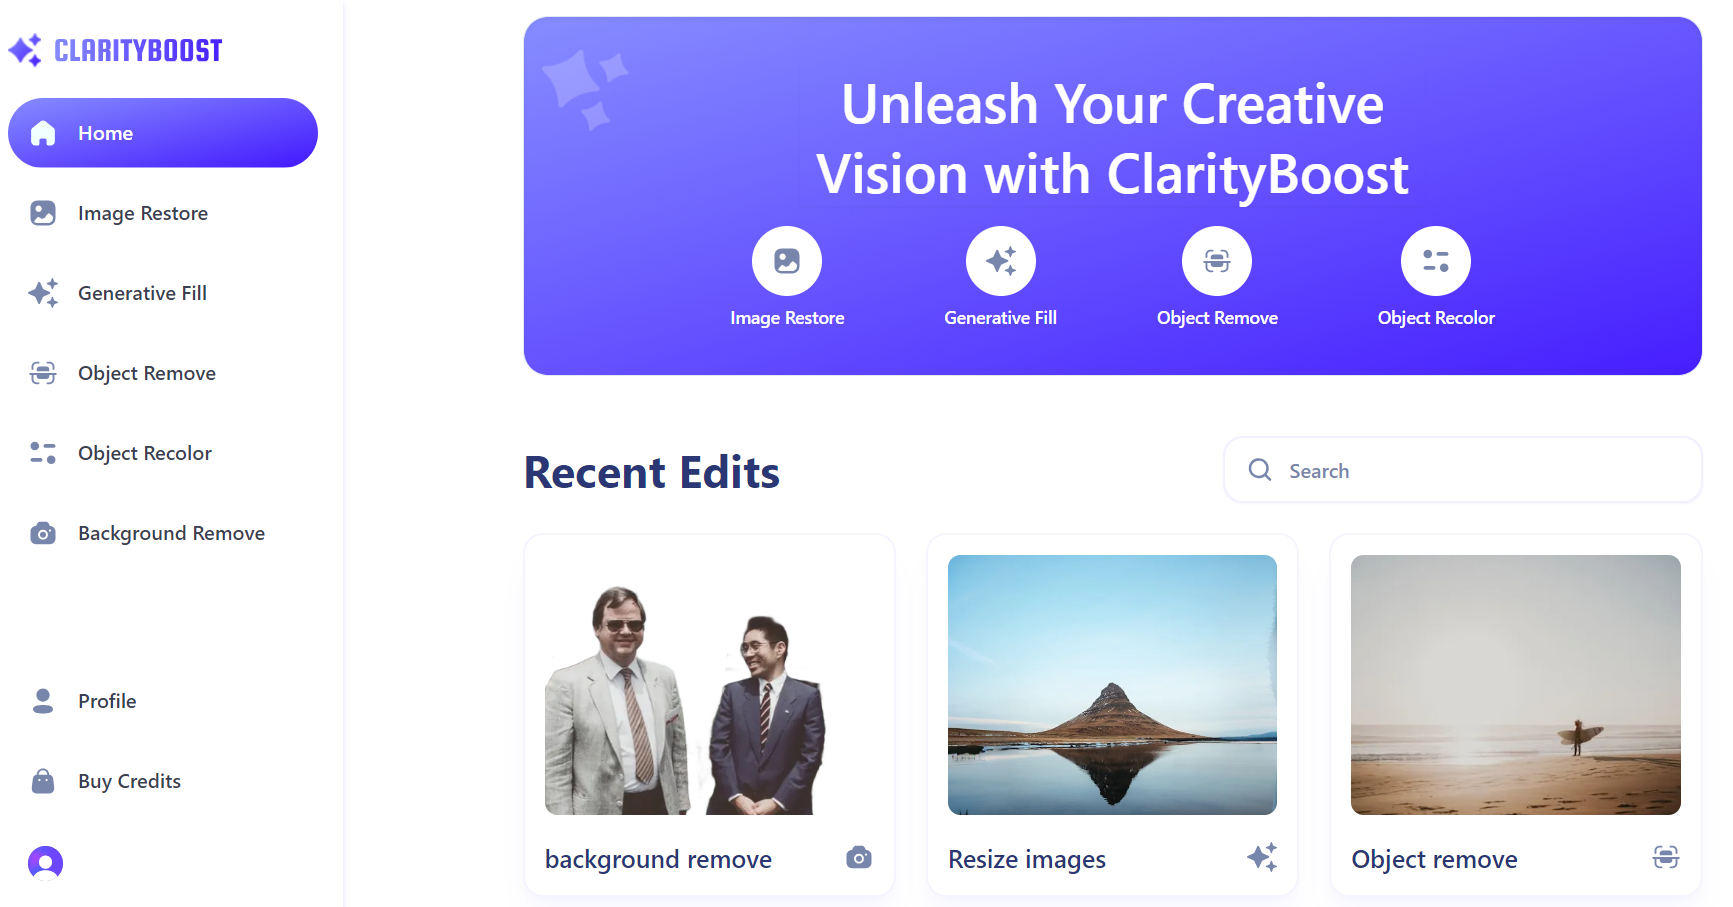 CLARITYBOOST
Home
Image Restore
Generative Fill
Object Remove
Object Recolor
Background Remove
Profile
Buy Credits
Unleash Your Creative
Vision with ClarityBoost
Image Restore
Generative Fill
Object Remove
Object Recolor
Recent Edits
Search
background remove
Resize images
Object remove